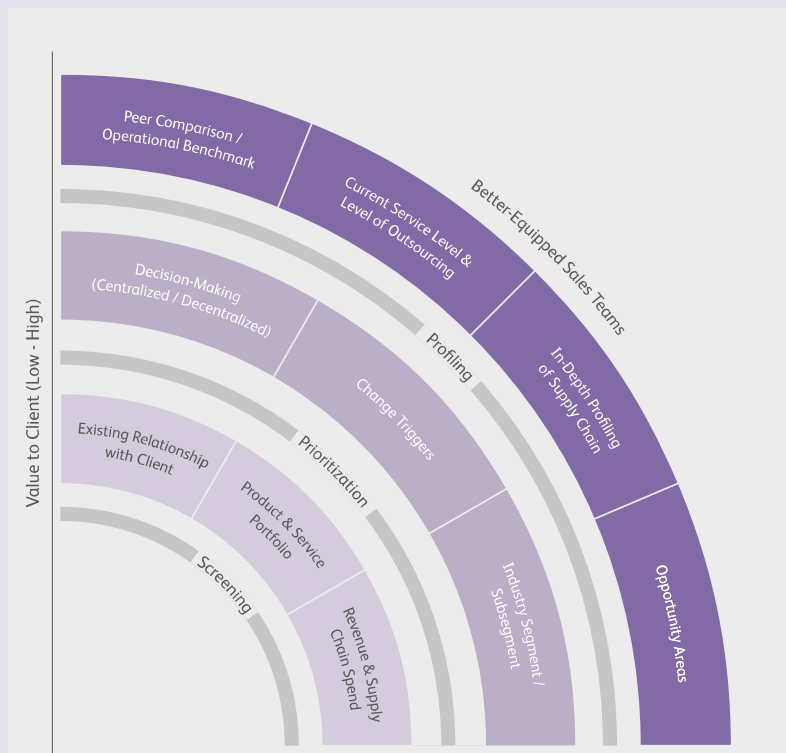 Value to Client (Low - High)
Better-Equipped Sales Teams
Peer Comparison /
Operational Benchmark
Current Service Level &
Level of Outsourcing
In-Depth Profiling
of Supply Chain
Opportunity Areas
Profiling
Decision-Making
(Centralized / Decentralized)
Change Triggers
Industry Segment /
Subsegment
Prioritization
Existing Relationship
with Client
Product & Service
Portfolio
Revenue & Supply
Chain Spend
Screening